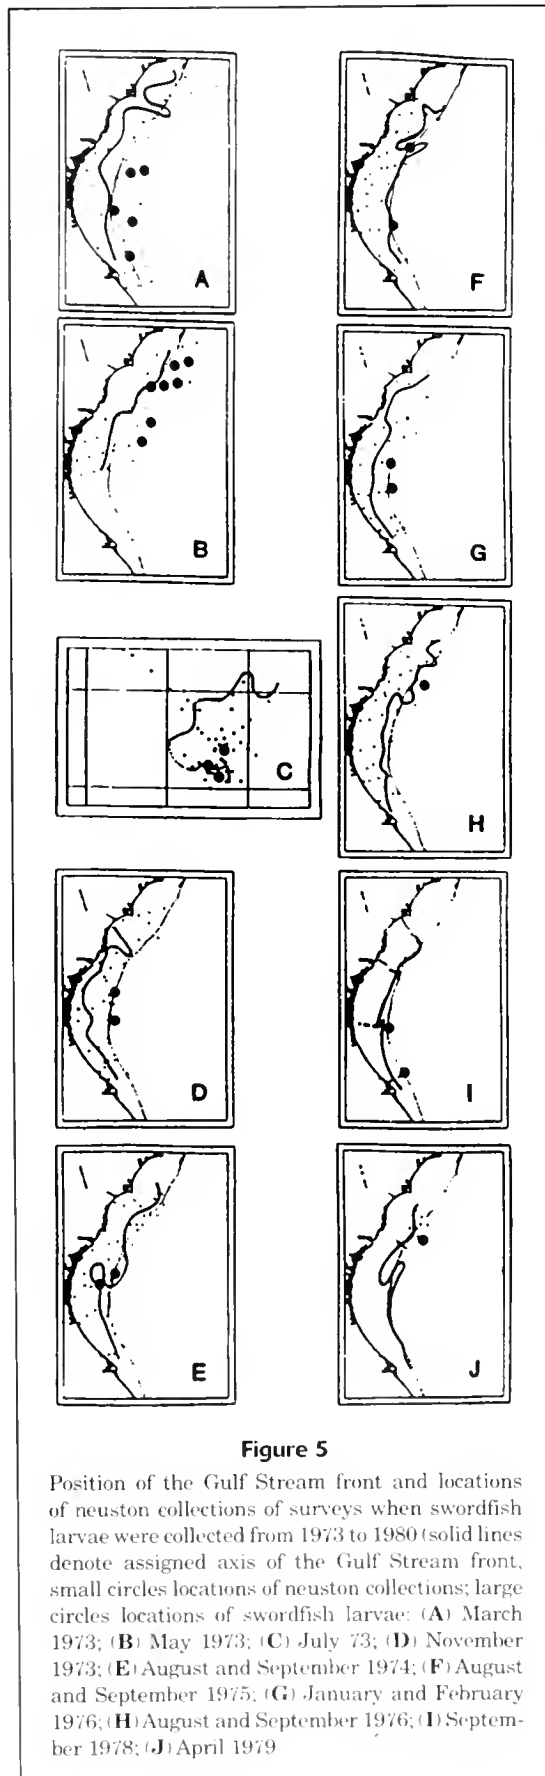 A
F
B
G
C
H
D
I
E
J
Figure 5
Position of the Gulf Stream front and locations
of neuston collections of surveys when swordfish
larvae were collected from 1973 to 1980 (solid lines
denote assigned axis of the Gulf Stream front,
small circles locations of neuston collections; large
circles locations of swordfish larvae: (A) March
1973; (B) May 1973; (C) July 73; (D) November
1973; (E) August and September 1974; (F) August
and September 1975; (G) January and February
1976; (H) August and September 1976; (I) Septem-
ber 1978; (J) April 1979